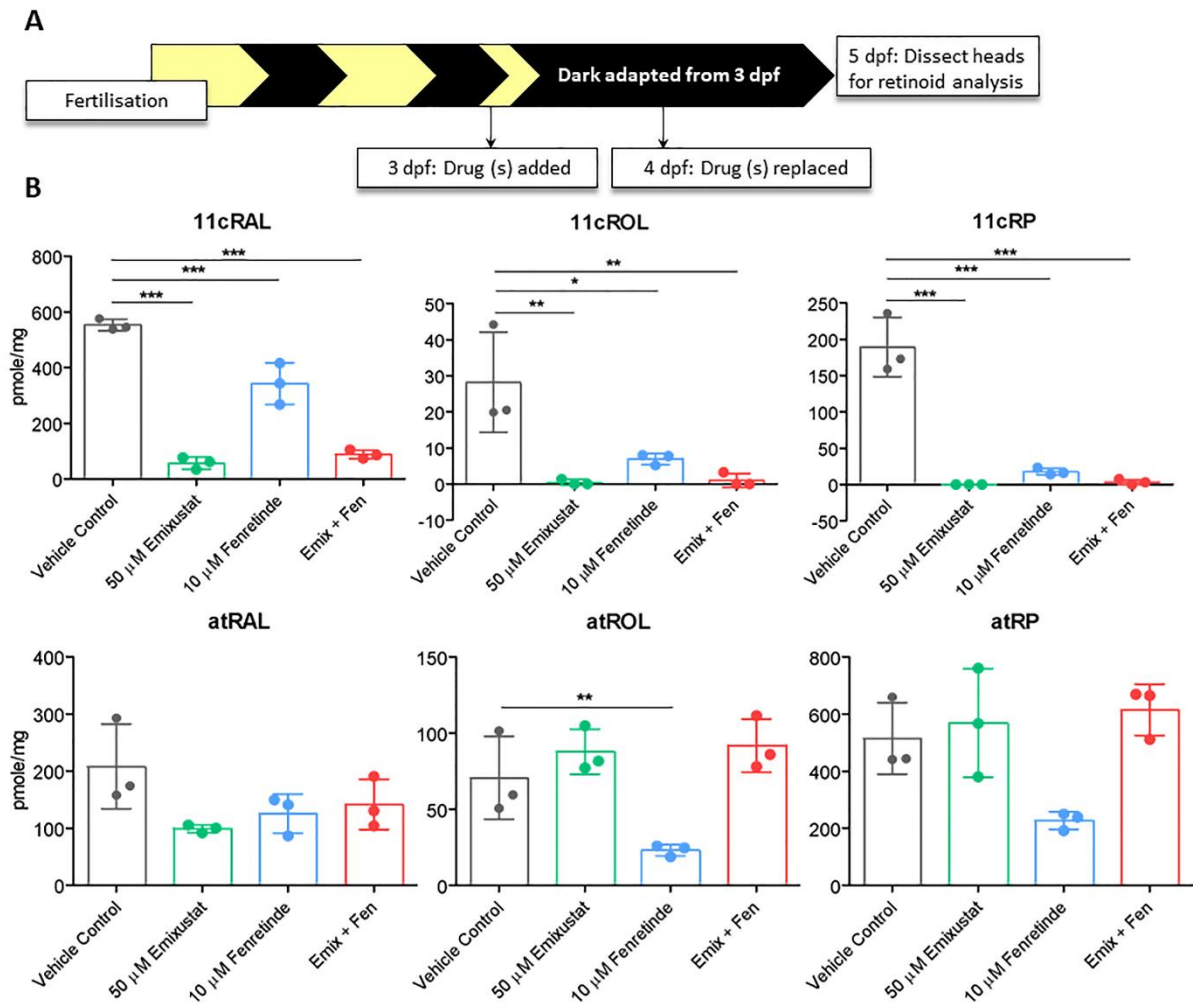 A
Fertilisation
Dark adapted from 3 dpf
5 dpf: Dissect heads
for retinoid analysis
3 dpf: Drug (s) added
4 dpf: Drug (s) replaced
B
11cRAL
pmole/mg
800
600
400
200
0
***
***
***
Vehicle Control
50 µM Emixustat
10 µM Fenretinde
Emix + Fen
11cROL
50
40
30
20
10
0
-10
**
*
**
Vehicle Control
50 µM Emixustat
10 µM Fenretinde
Emix + Fen
11cRP
250
200
150
100
50
0
-50
***
***
***
Vehicle Control
50 µM Emixustat
10 µM Fenretinde
Emix + Fen
atRAL
pmole/mg
400
300
200
100
0
Vehicle Control
50 µM Emixustat
10 µM Fenretinde
Emix + Fen
atROL
150
100
50
0
**
Vehicle Control
50 µM Emixustat
10 µM Fenretinde
Emix + Fen
atRP
800
600
400
200
0
Vehicle Control
50 µM Emixustat
10 µM Fenretinde
Emix + Fen